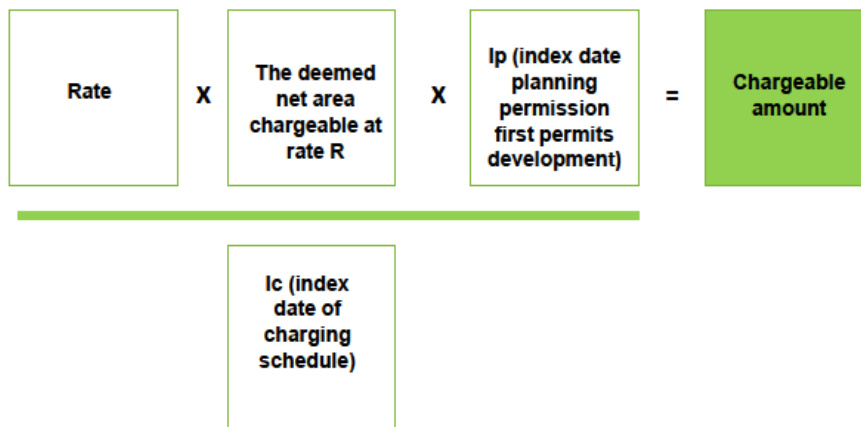 Rate
X
The deemed
net area
chargeable at
rate R
X
Ip (index date
planning
permission
first permits
development)
=
Chargeable
amount
Ic (index
date of
charging
schedule)